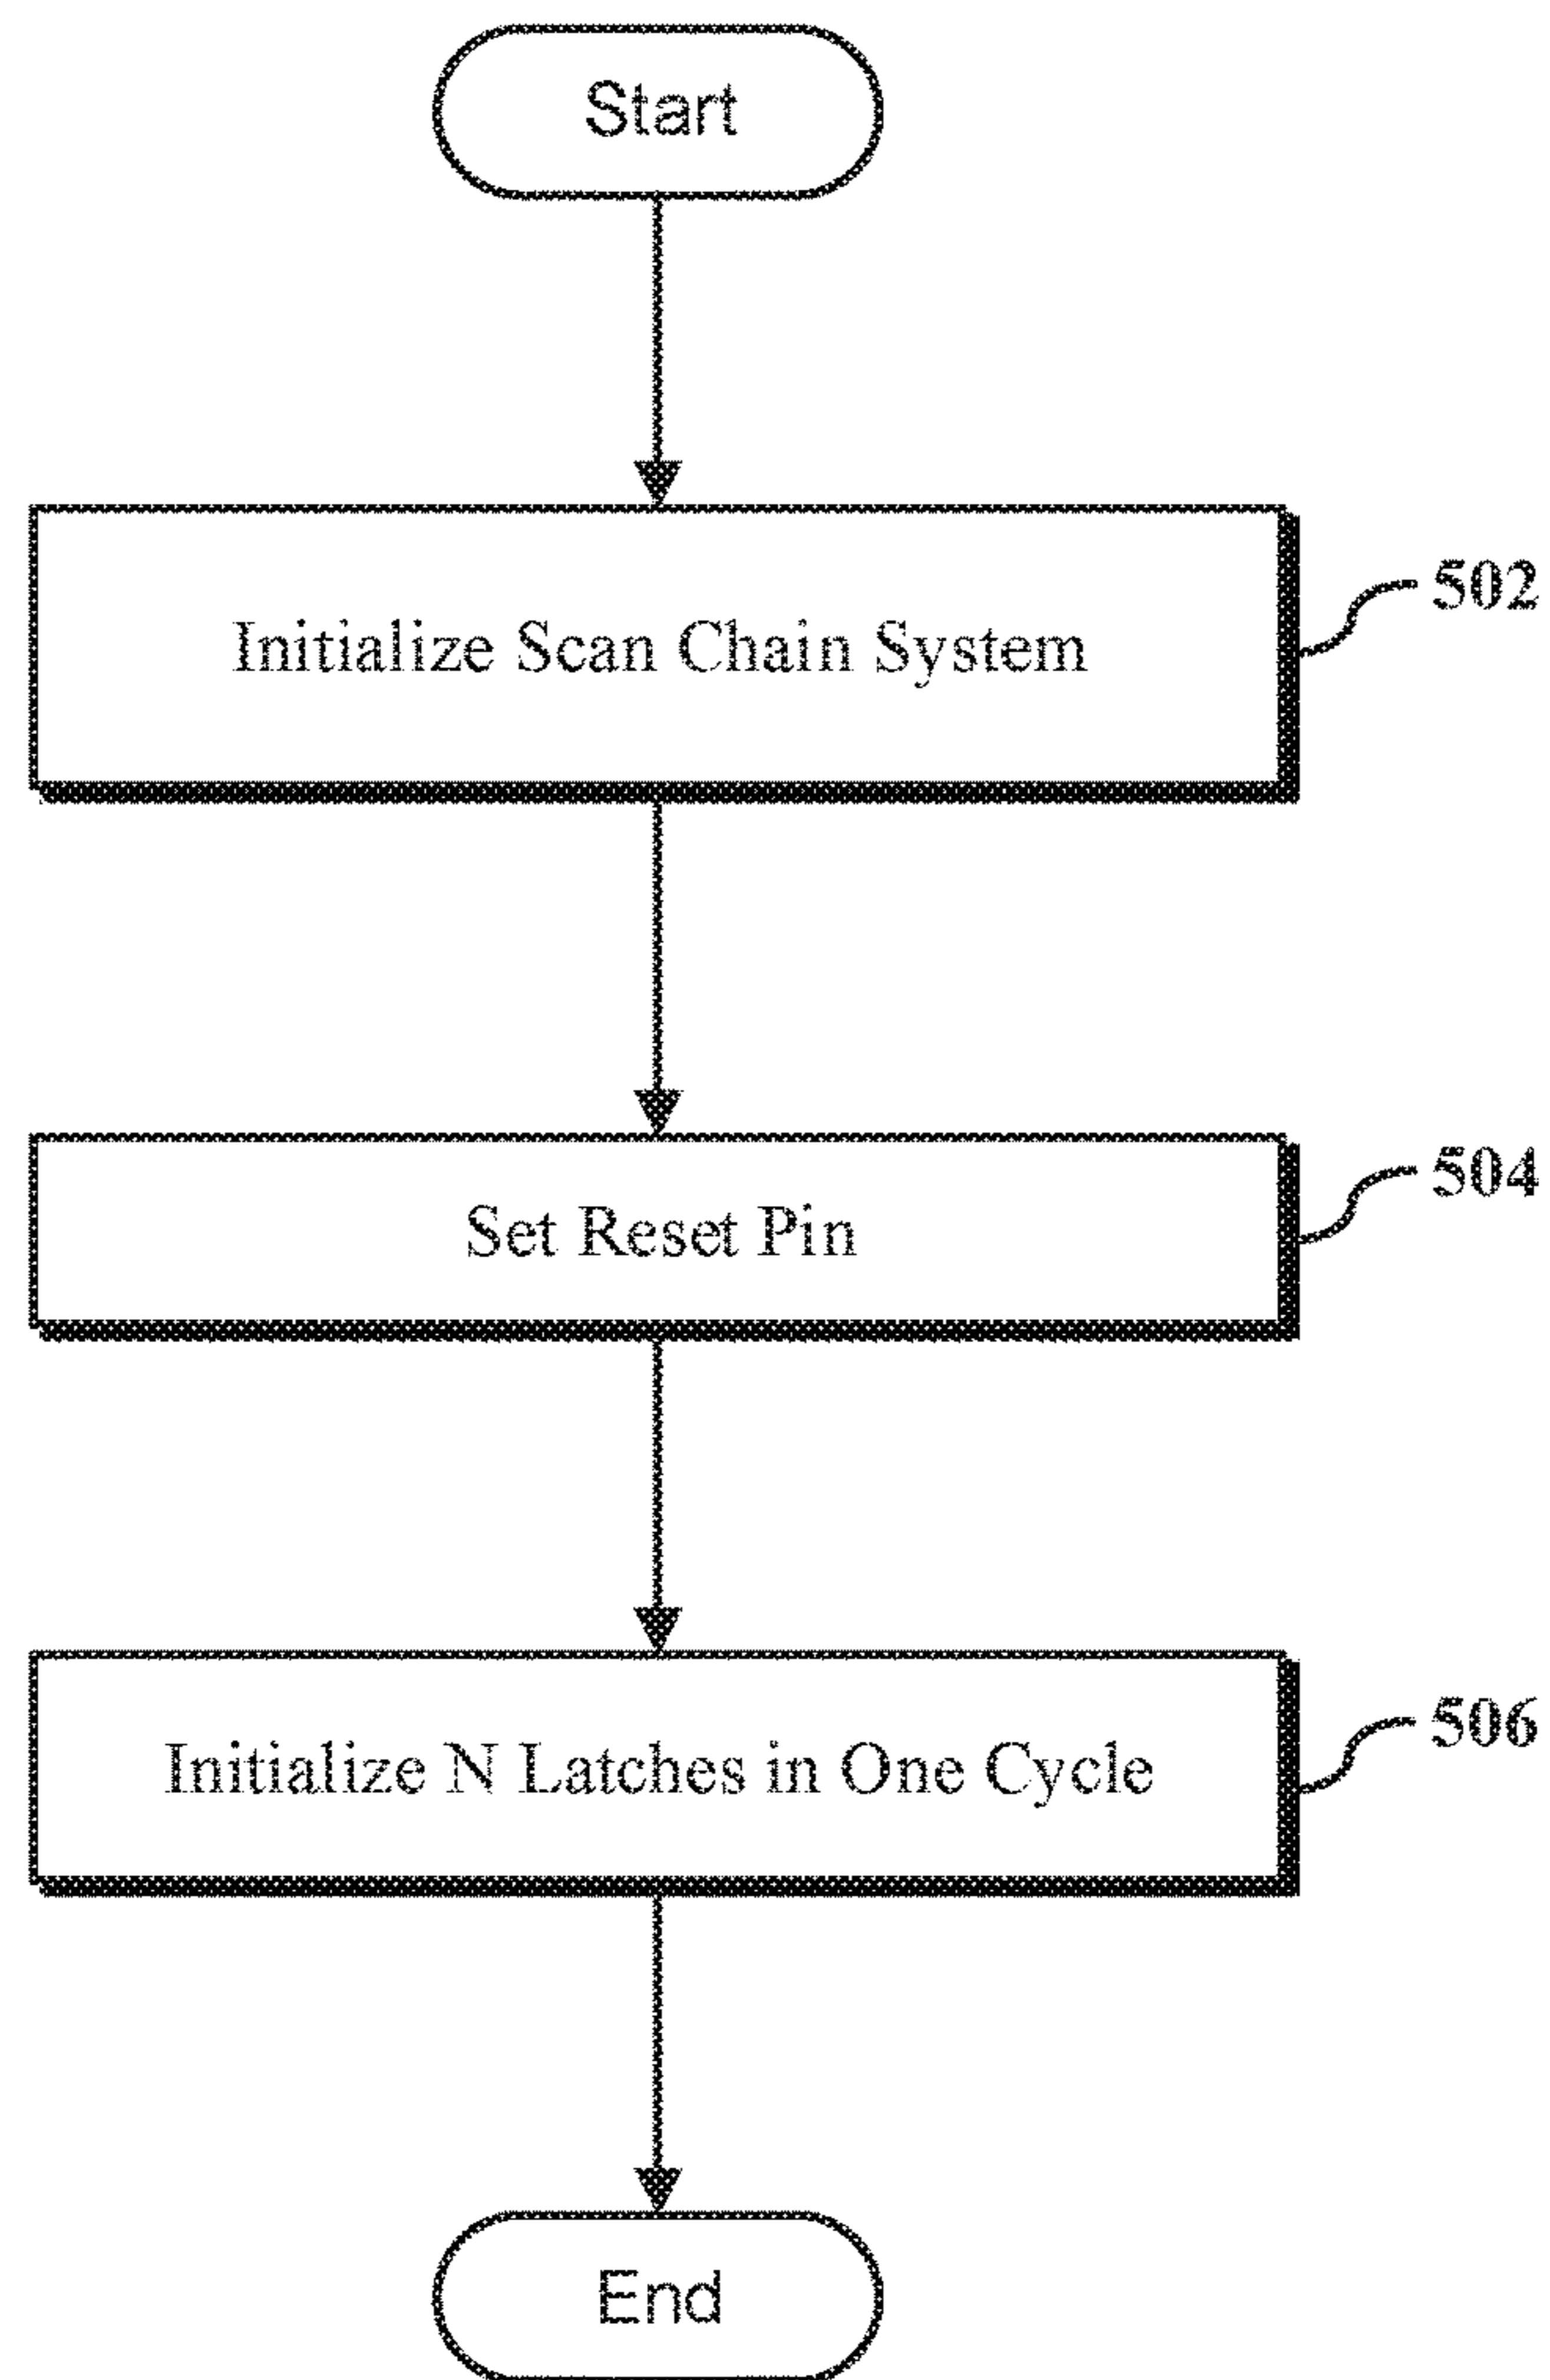 Start
Initialize Scan Chain System
502
Set Reset Pin
504
Initialize N Latches in One Cycle
506
End